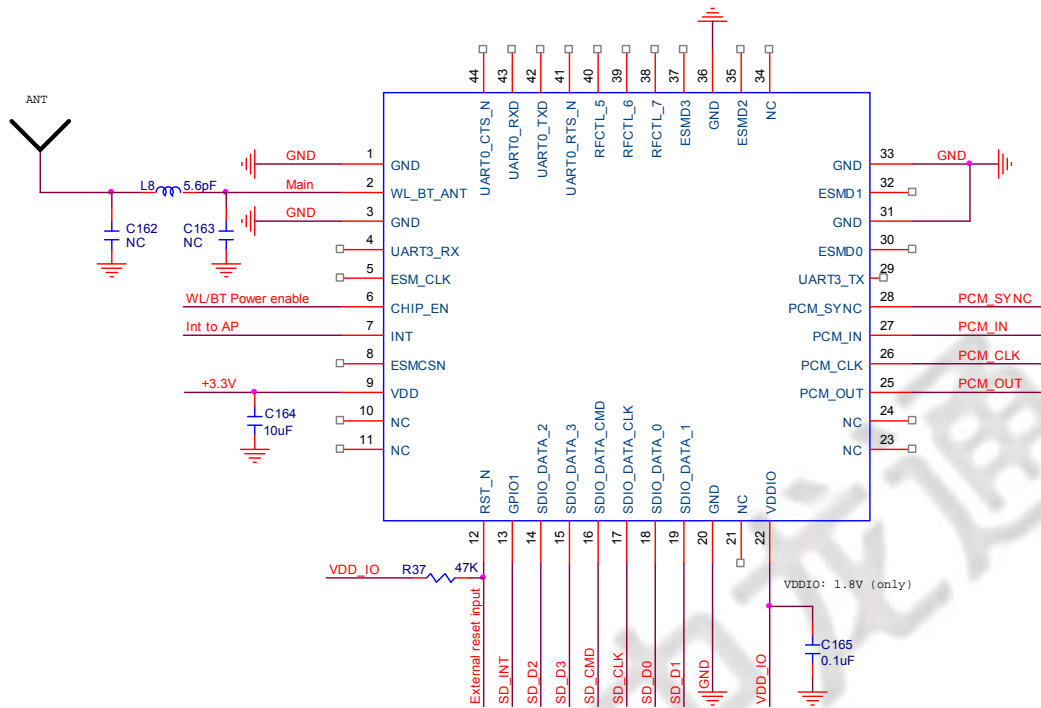 ANT
L8
5.6pF
C162
NC
C163
NC
GND
Main
GND
WL/BT Power enable
Int to AP
+3.3V
C164
10uF
1
2
3
4
5
6
7
8
9
10
11
GND
WL_BT_ANT
GND
UART3_RX
ESM_CLK
CHIP_EN
INT
ESMCSN
VDD
NC
NC
44
43
42
41
40
39
38
37
36
35
34
UART0_CTS_N
UART0_RXD
UART0_TXD
UART0_RTS_N
RFCTL_5
RFCTL_6
RFCTL_7
ESMD3
GND
ESMD2
NC
GND
ESMD1
GND
ESMD0
UART3_TX
PCM_SYNC
PCM_IN
PCM_CLK
PCM_OUT
NC
NC
33
32
31
30
29
28
27
26
25
24
23
GND
PCM_SYNC
PCM_IN
PCM_CLK
PCM_OUT
RST_N
GPIO1
SDIO_DATA_2
SDIO_DATA_3
SDIO_DATA_CMD
SDIO_DATA_CLK
SDIO_DATA_0
SDIO_DATA_1
GND
NC
VDDIO
12
13
14
15
16
17
18
19
20
21
22
VDD_IO
R37
47K
VDDIO: 1.8V (only)
External reset input
SD_INT
SD_D2
SD_D3
SD_CMD
SD_CLK
SD_D0
SD_D1
GND
VDD_IO
C165
0.1uF
龙通